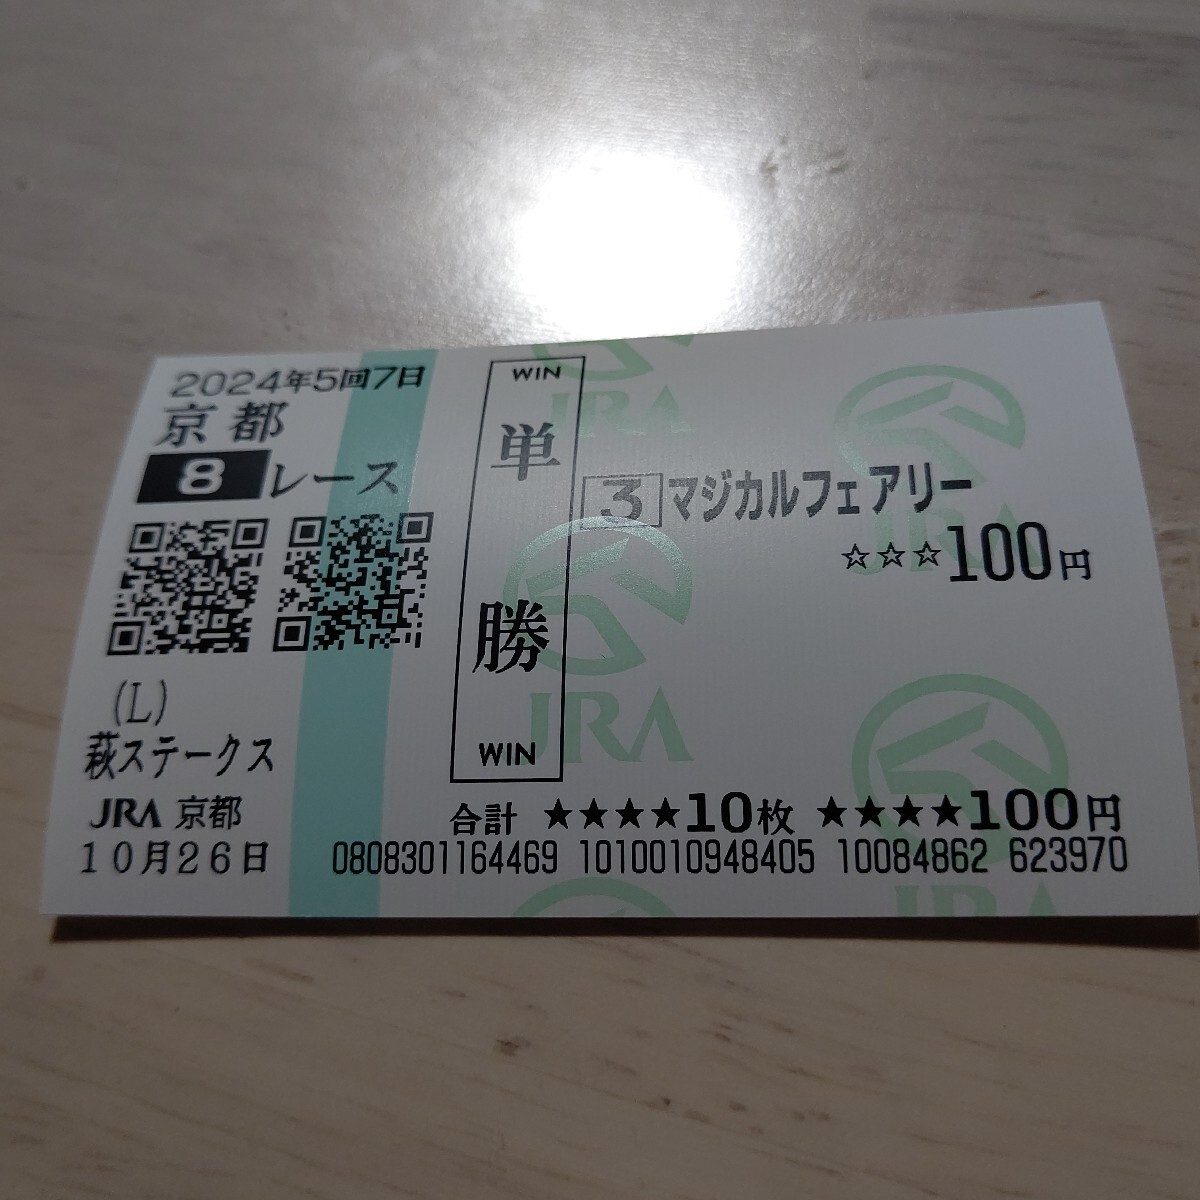 2024年5回7日
京都
8レース
(L)
萩ステークス
JRA 京都
10月26日
WIN
単勝
WIN
3 マジカルフェアリー
☆☆☆100円
合計 ★★★★10枚 ★★★★100円
0808301164469 1010010948405 10084862 623970
JRA
JRA
JRA
JRA